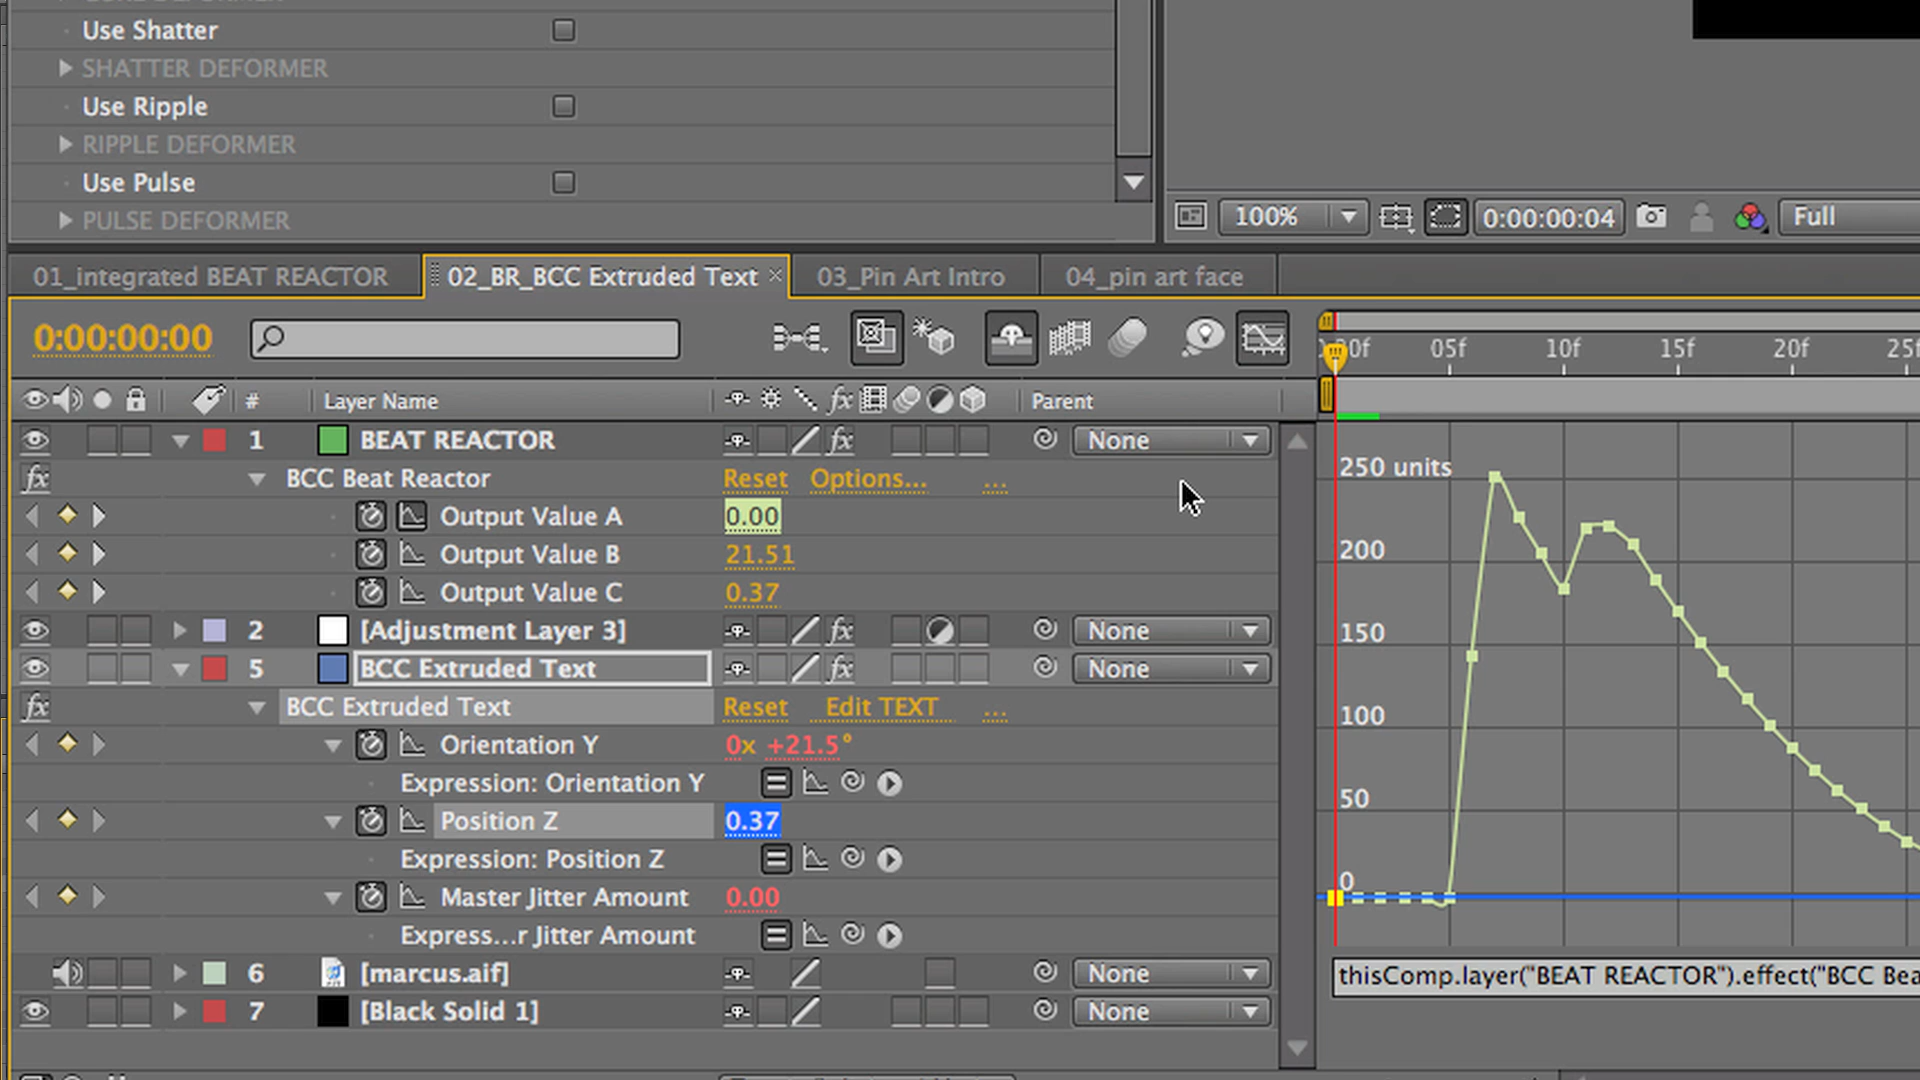 Use Shatter
SHATTER DEFORMER
Use Ripple
RIPPLE DEFORMER
Use Pulse
PULSE DEFORMER
100% 0:00:00:04 Full
01_integrated BEAT REACTOR 02_BR_BCC Extruded Text 03_Pin Art Intro 04_pin art face
0:00:00:00
00f 05f 10f 15f 20f 25f
# Layer Name fx Parent
1 BEAT REACTOR fx None
fx BCC Beat Reactor Reset Options... ...
Output Value A 0.00
Output Value B 21.51
Output Value C 0.37
2 [Adjustment Layer 3] fx None
5 BCC Extruded Text fx None
fx BCC Extruded Text Reset Edit TEXT ...
Orientation Y 0x +21.5°
Expression: Orientation Y
Position Z 0.37
Expression: Position Z
Master Jitter Amount 0.00
Express...r Jitter Amount
6 [marcus.aif] None
7 [Black Solid 1] None
250 units
200
150
100
50
0
thisComp.layer("BEAT REACTOR").effect("BCC Bea